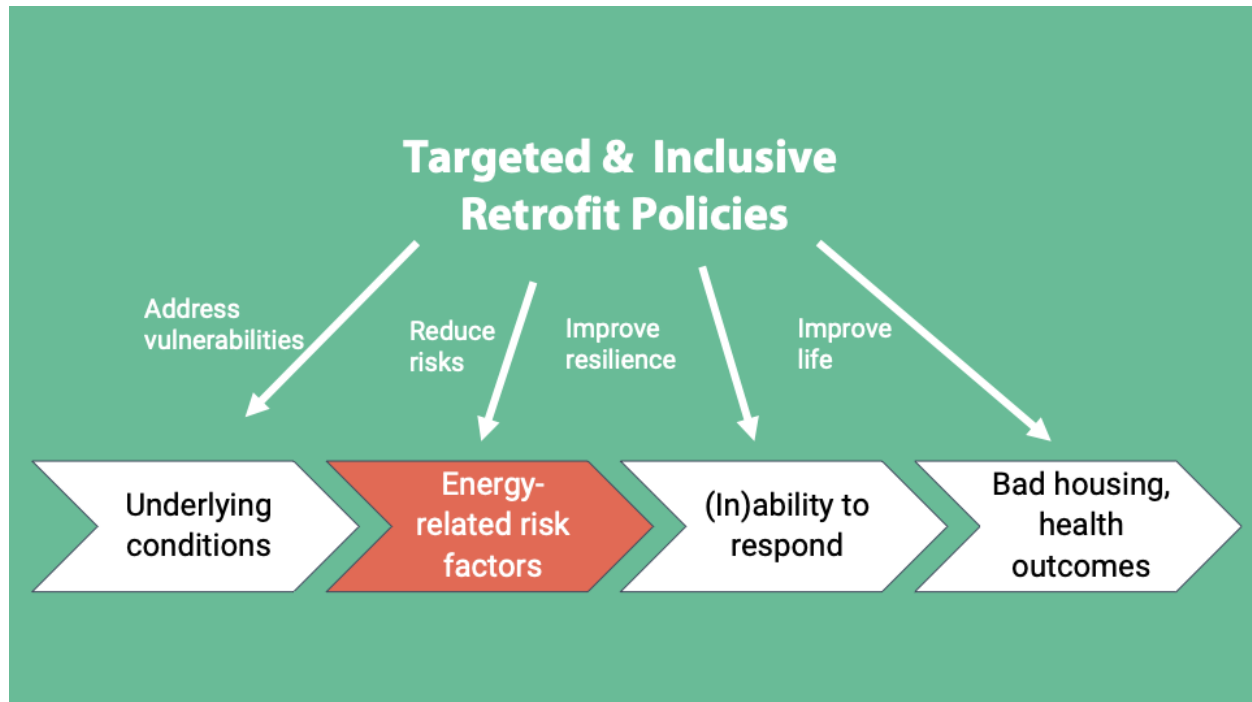 Targeted & Inclusive
Retrofit Policies
Address
vulnerabilities
Reduce
risks
Improve
resilience
Improve
life
Underlying
conditions
Energy-
related risk
factors
(In)ability to
respond
Bad housing,
health
outcomes